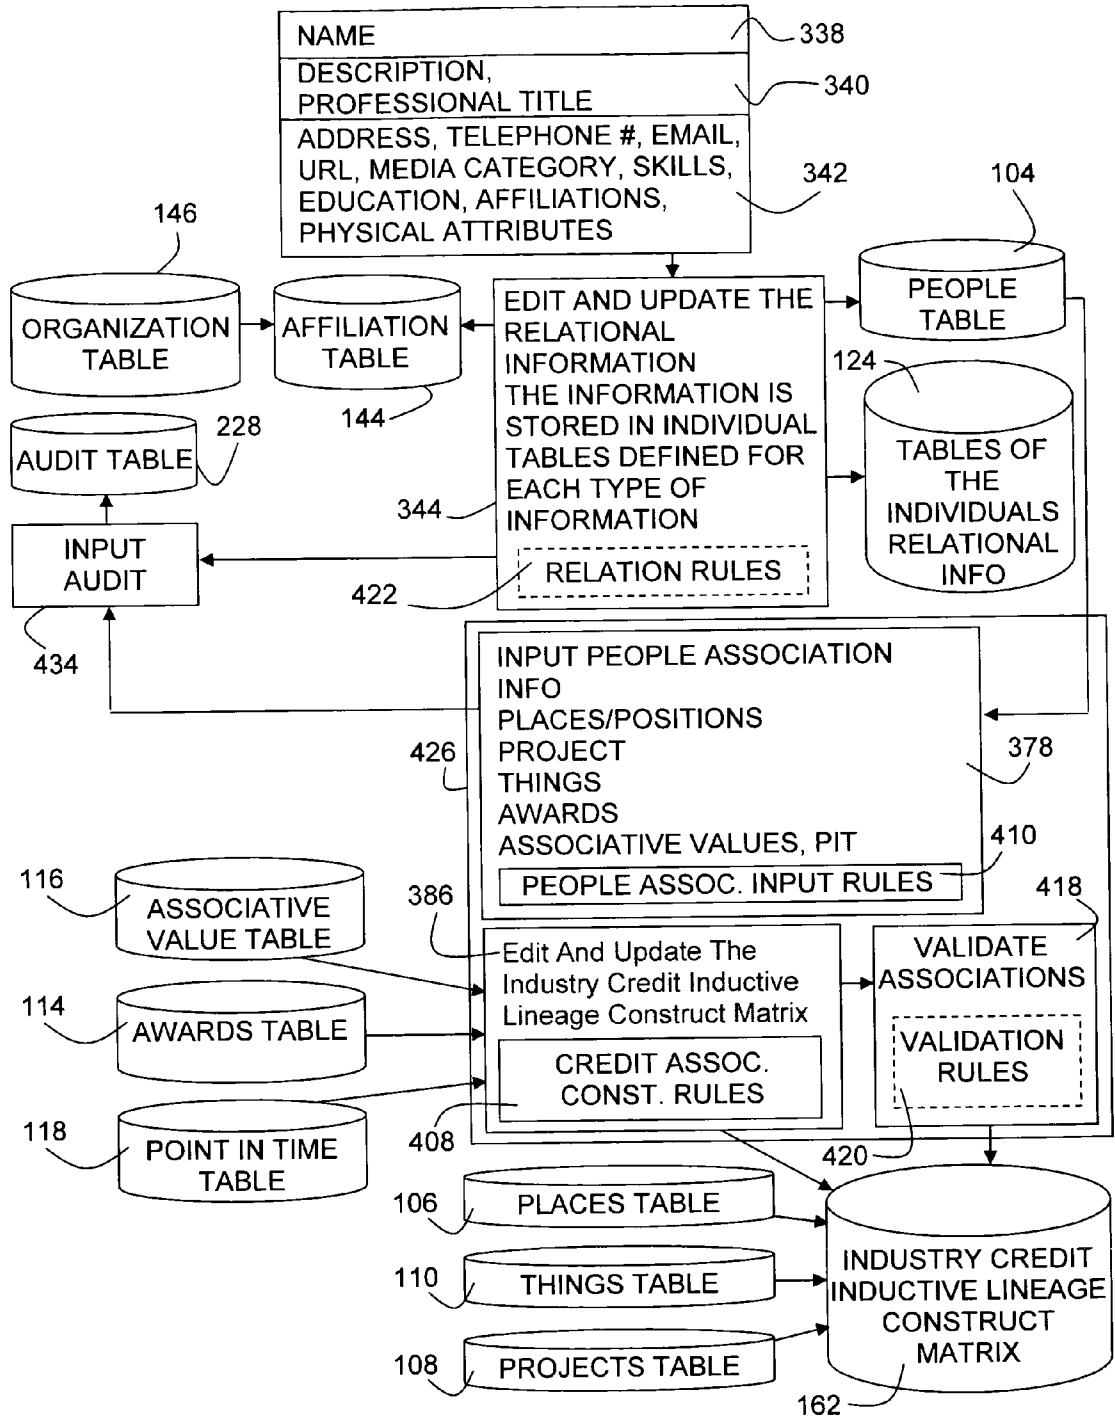 NAME
338
DESCRIPTION,
PROFESSIONAL TITLE
340
ADDRESS, TELEPHONE #, EMAIL,
URL, MEDIA CATEGORY, SKILLS,
EDUCATION, AFFILIATIONS,
PHYSICAL ATTRIBUTES
342
104
146
ORGANIZATION
TABLE
AFFILIATION
TABLE
144
EDIT AND UPDATE THE
RELATIONAL
INFORMATION
THE INFORMATION IS
STORED IN INDIVIDUAL
TABLES DEFINED FOR
EACH TYPE OF
INFORMATION
344
RELATION RULES
422
PEOPLE
TABLE
124
TABLES OF
THE
INDIVIDUALS
RELATIONAL
INFO
228
AUDIT TABLE
INPUT
AUDIT
434
INPUT PEOPLE ASSOCIATION
INFO
PLACES/POSITIONS
PROJECT
THINGS
AWARDS
ASSOCIATIVE VALUES, PIT
426
378
410
PEOPLE ASSOC. INPUT RULES
116
ASSOCIATIVE
VALUE TABLE
386
Edit And Update The
Industry Credit Inductive
Lineage Construct Matrix
CREDIT ASSOC.
CONST. RULES
408
418
VALIDATE
ASSOCIATIONS
VALIDATION
RULES
420
114
AWARDS TABLE
118
POINT IN TIME
TABLE
106
PLACES TABLE
110
THINGS TABLE
108
PROJECTS TABLE
INDUSTRY CREDIT
INDUCTIVE LINEAGE
CONSTRUCT
MATRIX
162